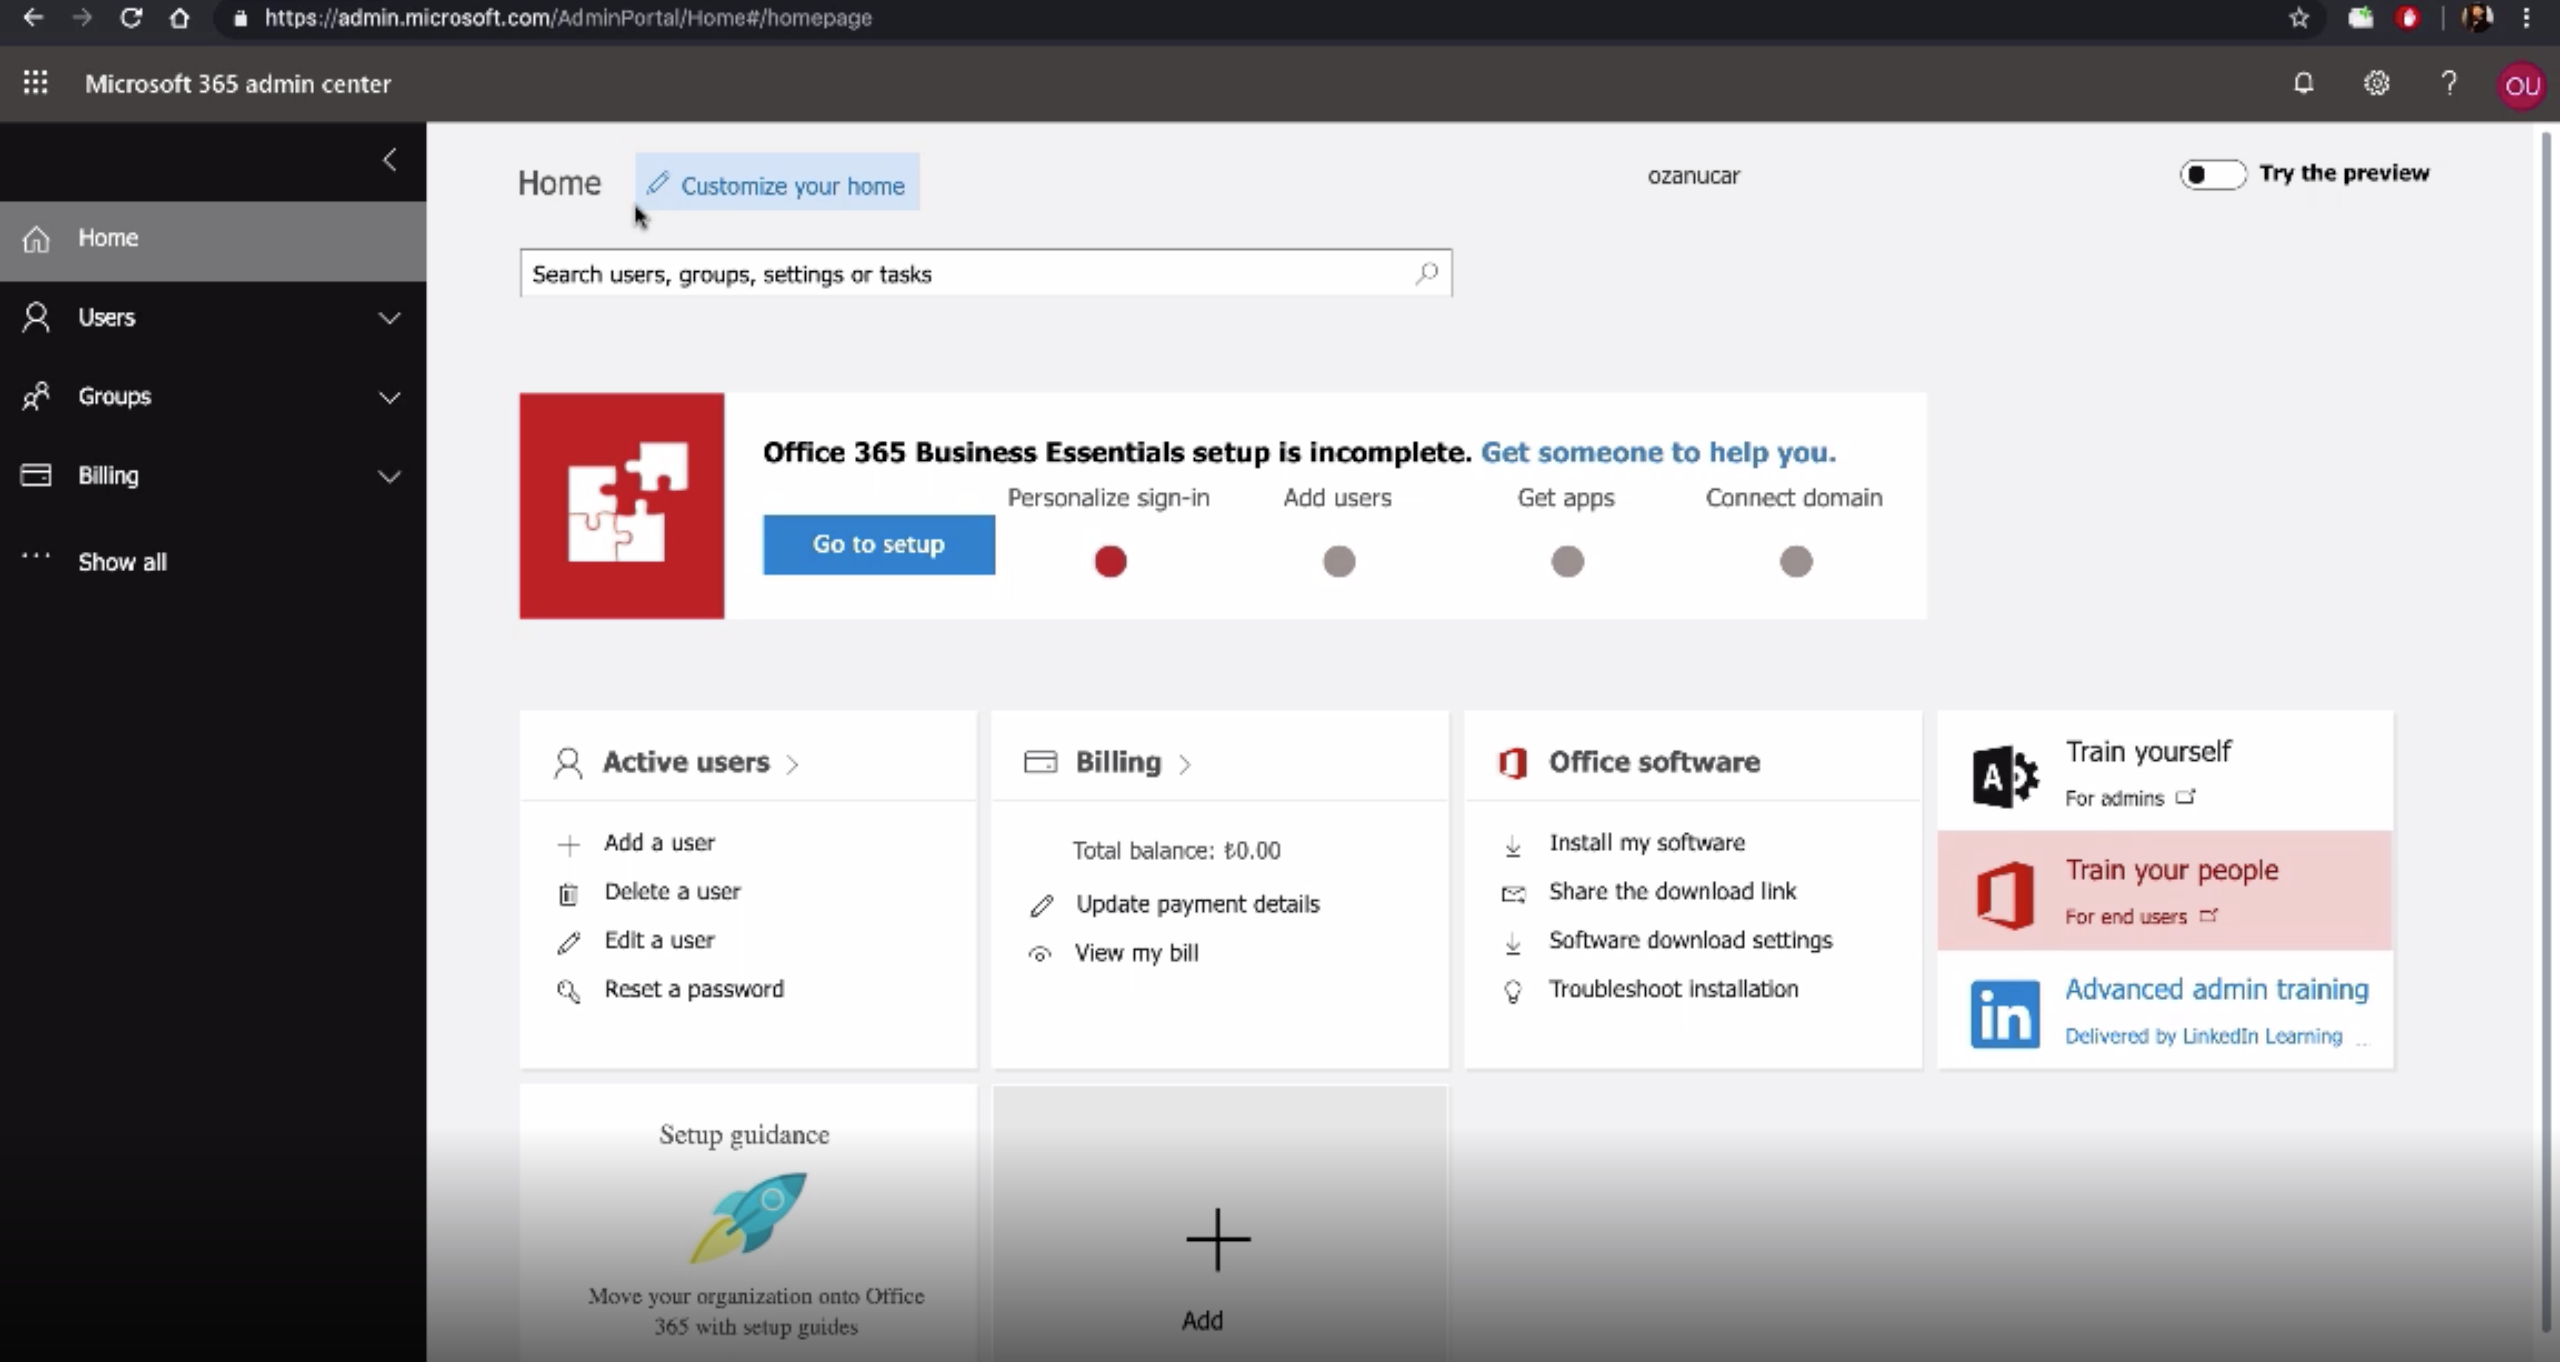 https://admin.microsoft.com/AdminPortal/Home#/homepage
Microsoft 365 admin center
?
OU
Home
Customize your home
ozanucar
Try the preview
Search users, groups, settings or tasks
Home
Users
Groups
Billing
... Show all
Office 365 Business Essentials setup is incomplete. Get someone to help you.
Personalize sign-in
Add users
Get apps
Connect domain
Go to setup
Active users
Add a user
Delete a user
Edit a user
Reset a password
Billing
Total balance: ₺0.00
Update payment details
View my bill
Office software
Install my software
Share the download link
Software download settings
Troubleshoot installation
A
Train yourself
For admins
Train your people
For end users
in
Advanced admin training
Delivered by LinkedIn Learning ...
Setup guidance
Move your organization onto Office
365 with setup guides
Add